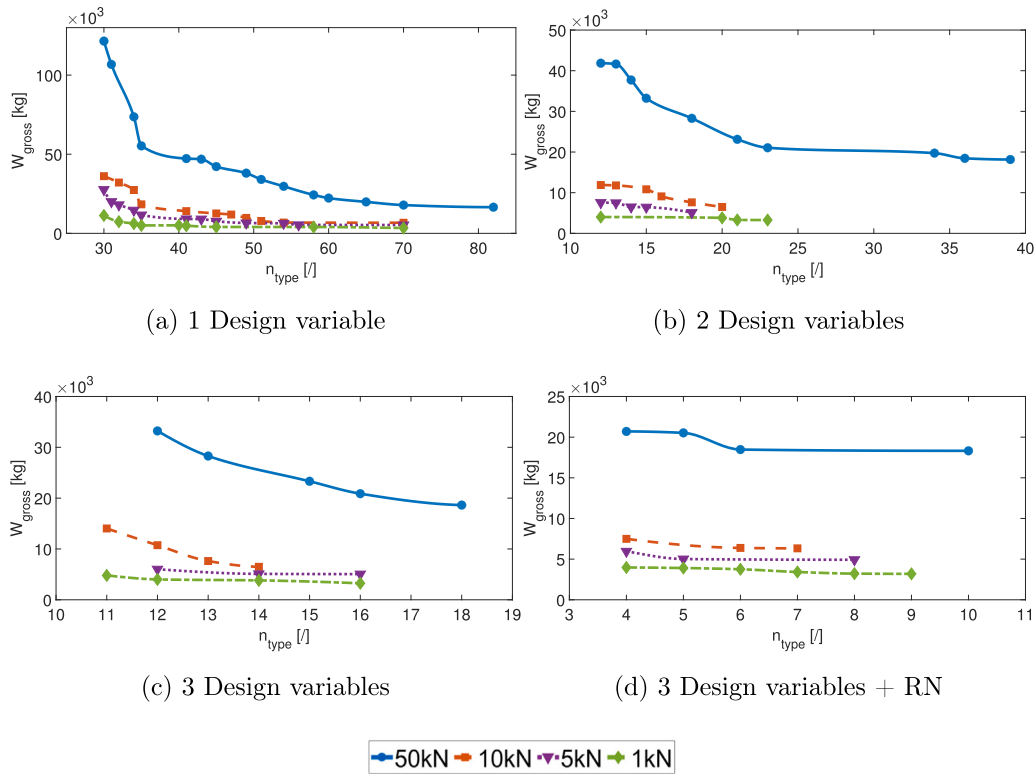 ×10³
W_gross [kg]
100
50
0
30 40 50 60 70 80
n_type [/]
(a) 1 Design variable
×10³
W_gross [kg]
50
40
30
20
10
0
10 15 20 25 30 35 40
n_type [/]
(b) 2 Design variables
×10³
W_gross [kg]
40
30
20
10
0
10 11 12 13 14 15 16 17 18 19
n_type [/]
(c) 3 Design variables
×10³
W_gross [kg]
25
20
15
10
5
0
3 4 5 6 7 8 9 10 11
n_type [/]
(d) 3 Design variables + RN
50kN 10kN 5kN 1kN